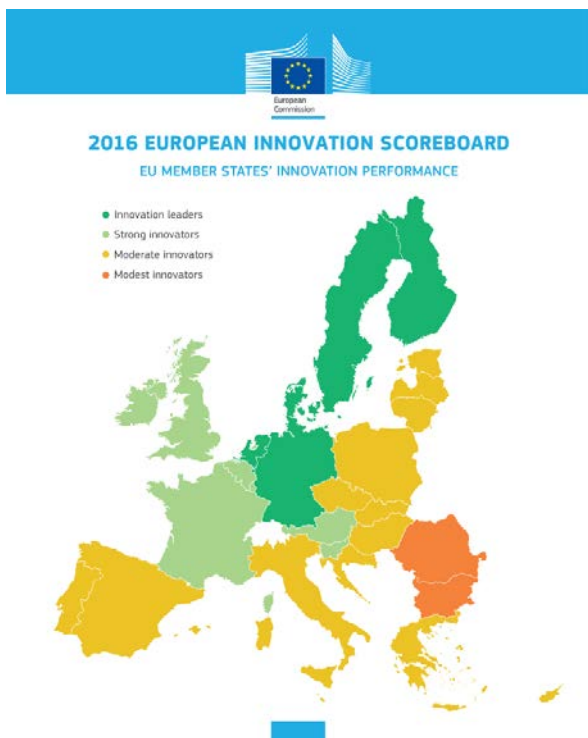 European
Commission
2016 EUROPEAN INNOVATION SCOREBOARD
EU MEMBER STATES' INNOVATION PERFORMANCE
Innovation leaders
Strong innovators
Moderate innovators
Modest innovators